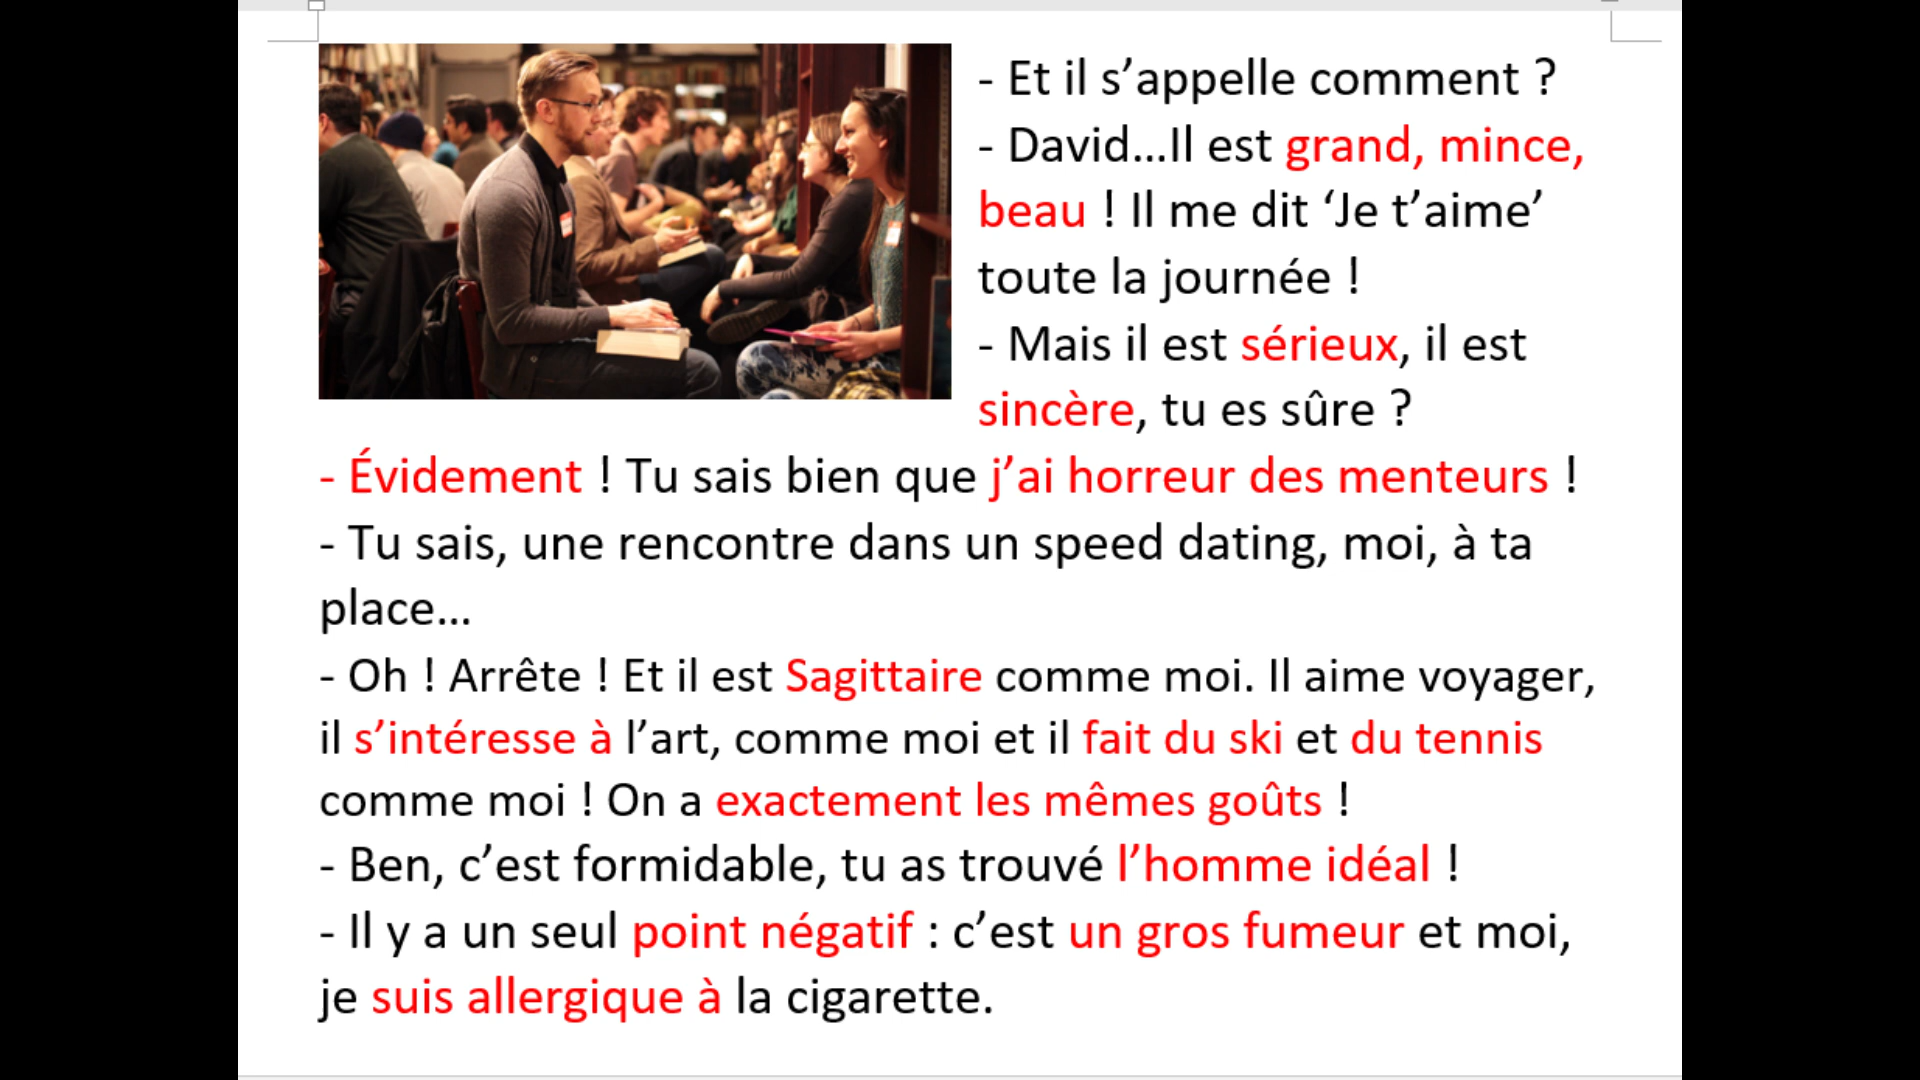 - Et il s’appelle comment ?
- David…Il est grand, mince,
beau ! Il me dit ‘Je t’aime’
toute la journée !
- Mais il est sérieux, il est
sincère, tu es sûre ?
- Évidement ! Tu sais bien que j’ai horreur des menteurs !
- Tu sais, une rencontre dans un speed dating, moi, à ta
place…
- Oh ! Arrête ! Et il est Sagittaire comme moi. Il aime voyager,
il s’intéresse à l’art, comme moi et il fait du ski et du tennis
comme moi ! On a exactement les mêmes goûts !
- Ben, c’est formidable, tu as trouvé l’homme idéal !
- Il y a un seul point négatif : c’est un gros fumeur et moi,
je suis allergique à la cigarette.